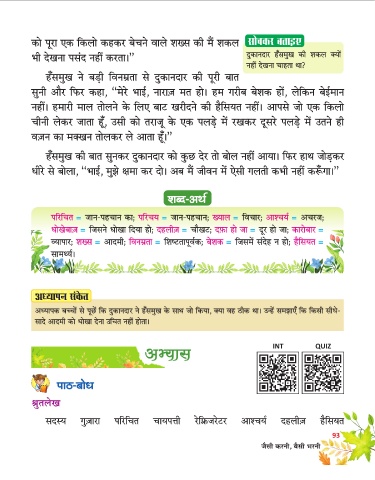 को पूरा एक किलो कहकर बेचने वाले शख्स की मैं शकल
भी देखना पसंद नहीं करता।”
सोचकर बताइए
दुकानदार हँसमुख की शकल क्यों
नहीं देखना चाहता था?
हँसमुख ने बड़ी विनम्रता से दुकानदार की पूरी बात
सुनी और फिर कहा, “मेरे भाई, नाराज़ मत हो। हम गरीब बेशक हों, लेकिन बेईमान
नहीं। हमारी माल तोलने के लिए बाट खरीदने की हैसियत नहीं। आपसे जो एक किलो
चीनी लेकर जाता हूँ, उसी को तराजू के एक पलड़े में रखकर दूसरे पलड़े में उतने ही
वज़न का मक्खन तोलकर ले आता हूँ।”
हँसमुख की बात सुनकर दुकानदार को कुछ देर तो बोल नहीं आया। फिर हाथ जोड़कर
धीरे से बोला, “भाई, मुझे क्षमा कर दो। अब मैं जीवन में ऐसी गलती कभी नहीं करूँगा।”
शब्द-अर्थ
परिचित = जान-पहचान का; परिचय = जान-पहचान; ख्याल = विचार; आश्चर्य = अचरज;
धोखेबाज़ = जिसने धोखा दिया हो; दहलीज़ = चौखट; दफ़ा हो जा = दूर हो जा; कारोबार =
व्यापार; शख्स = आदमी; विनम्रता = शिष्टतापूर्वक; बेशक = जिसमें संदेह न हो; हैसियत =
सामर्थ्य।
अध्यापन संकेत
अध्यापक बच्चों से पूछें कि दुकानदार ने हँसमुख के साथ जो किया, क्या वह ठीक था। उन्हें समझाएँ कि किसी सीधे-
सादे आदमी को धोखा देना उचित नहीं होता।
अभ्यास
INT QUIZ
पाठ-बोध
श्रुतलेख
सदस्य गुज़ारा परिचित चायपत्ती रेफ्रिजरेटर आश्चर्य दहलीज़ हैसियत
93
जैसी करनी, वैसी भरनी